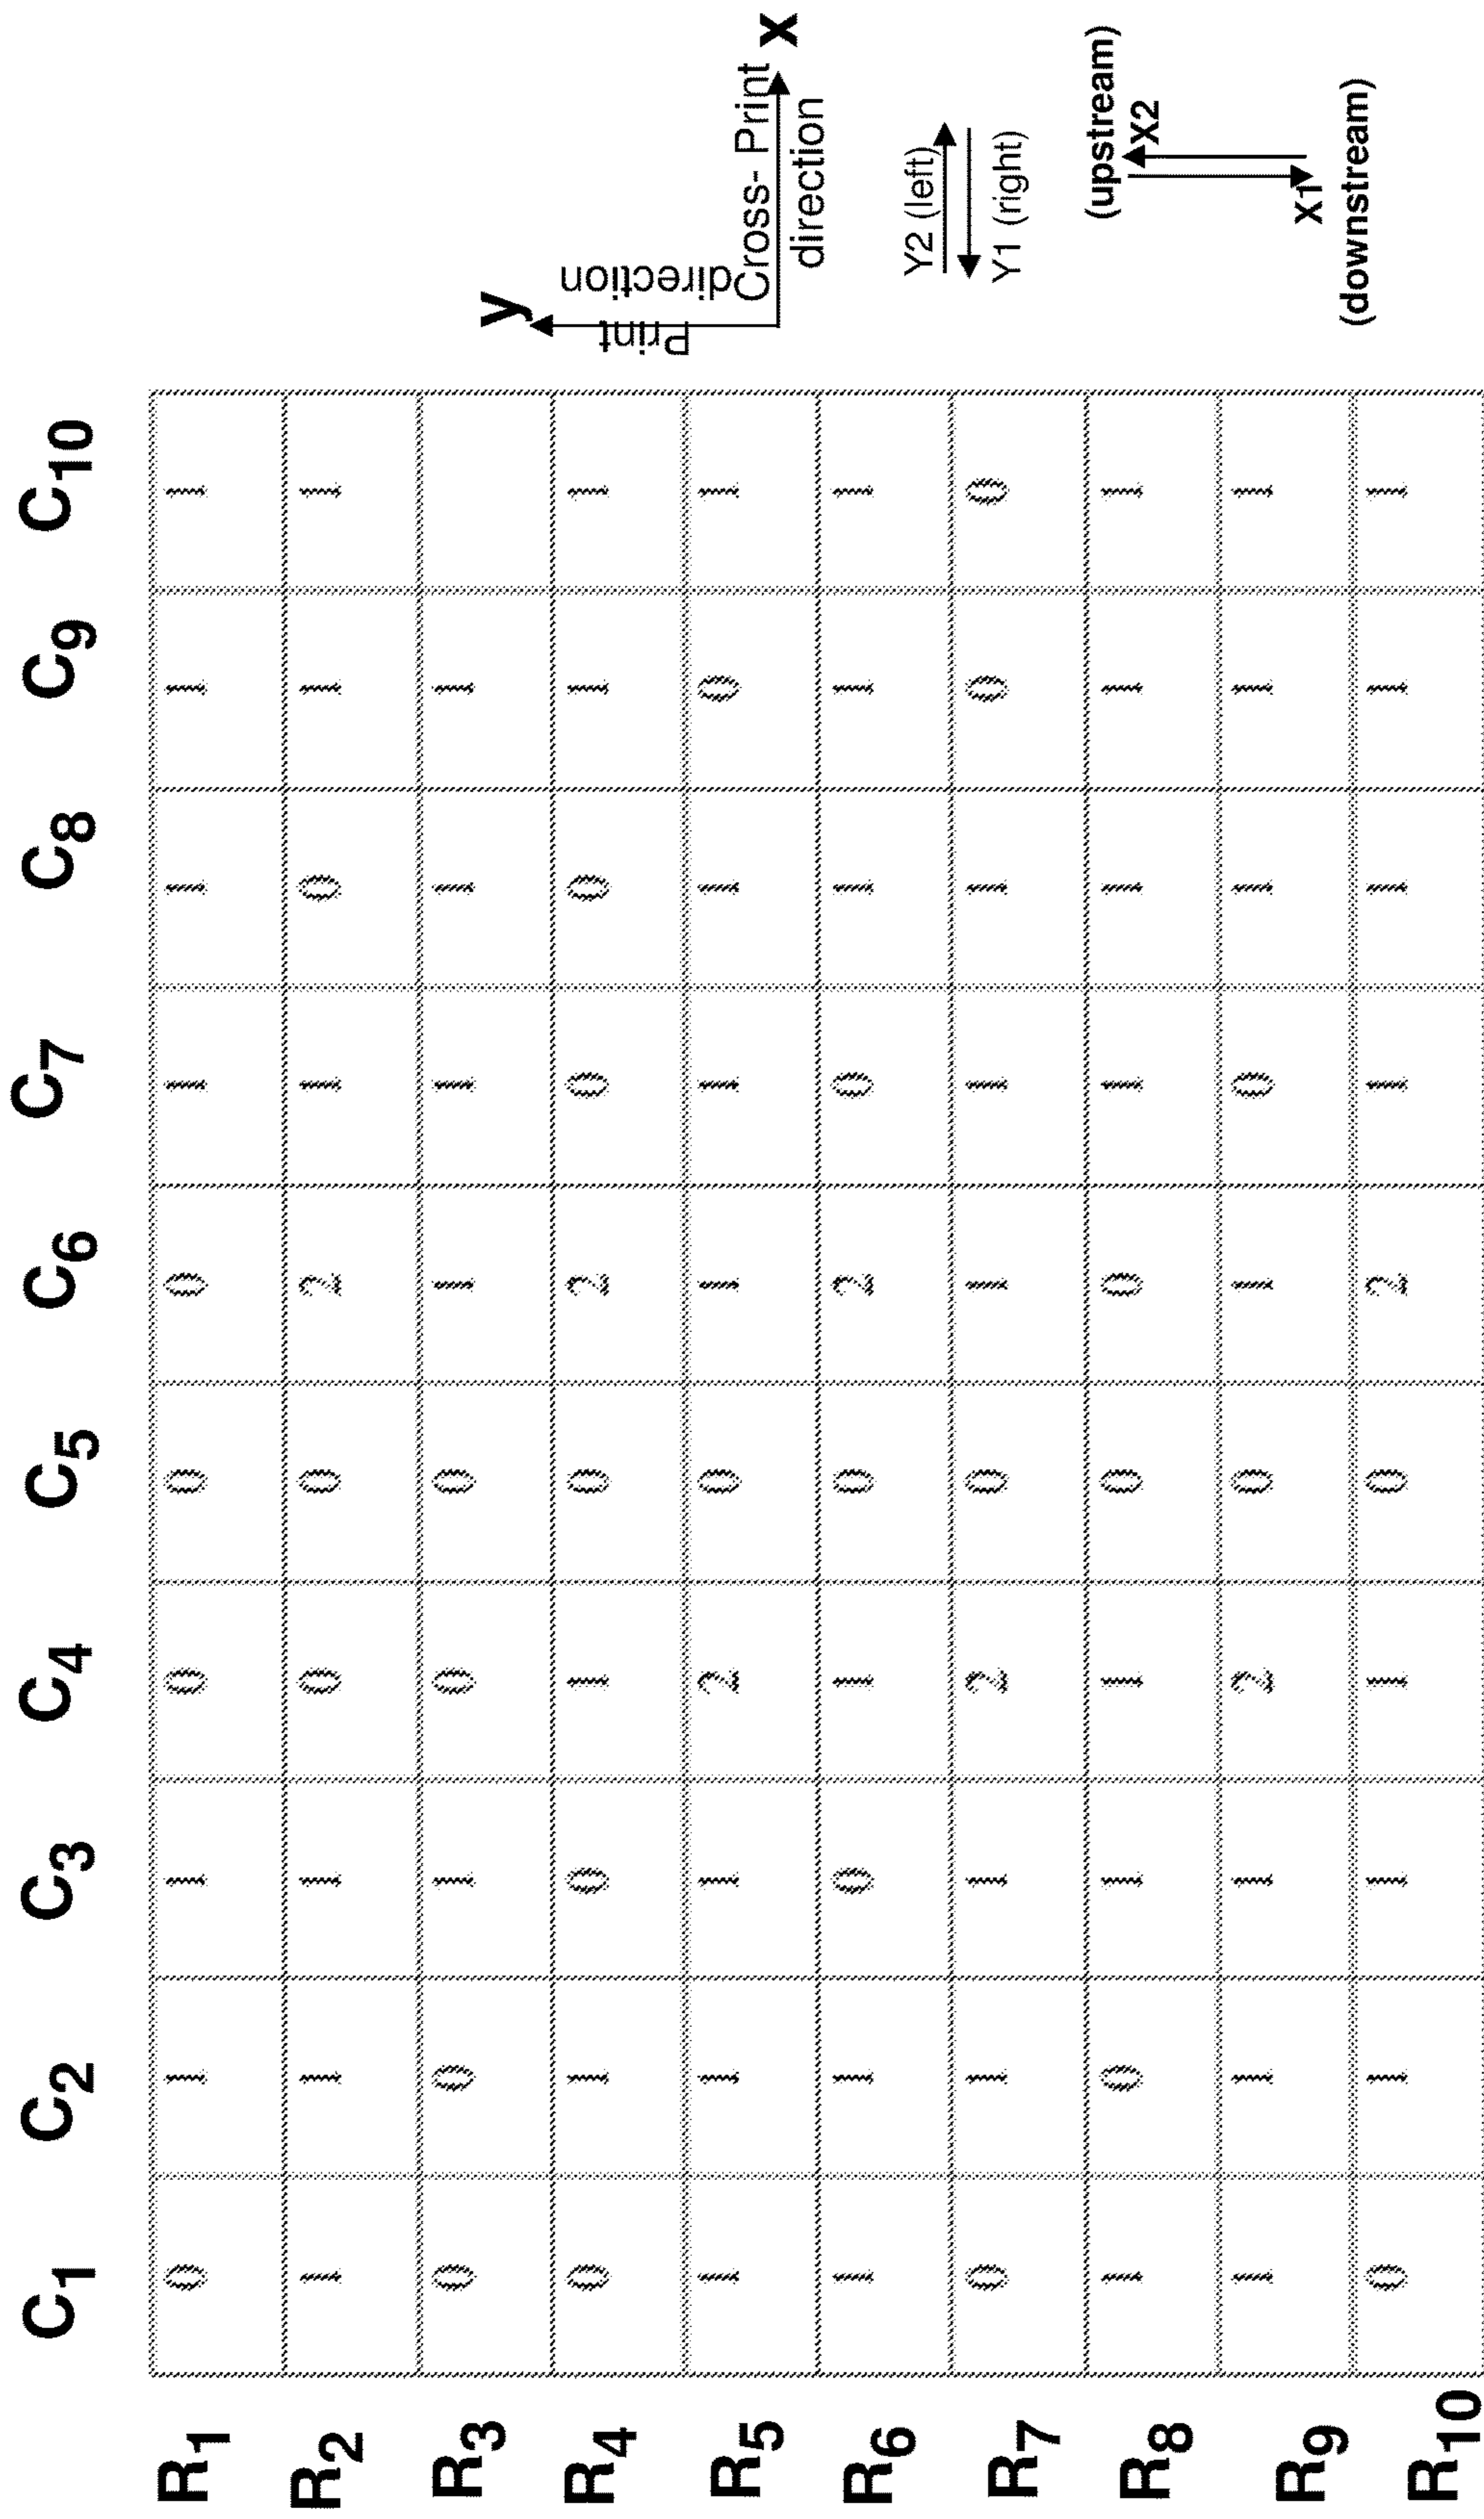 C1 C2 C3 C4 C5 C6 C7 C8 C9 C10
R1 0 1 1 0 0 0 1 1 1 1
R2 1 1 1 0 0 2 1 0 1 1
R3 0 0 1 0 0 1 1 1 1
R4 0 1 0 1 0 2 0 0 1 1
R5 1 1 1 2 0 1 1 1 0 1
R6 1 1 0 1 0 2 0 1 1 1
R7 0 1 1 2 0 1 1 1 0 0
R8 1 0 1 1 0 0 1 1 1 1
R9 1 1 1 2 0 1 0 1 1 1
R10 0 1 1 1 0 2 1 1 1 1
y
Print
direction
Cross- Print
direction
x
Y2 (left)
Y1 (right)
(upstream)
X2
X1
(downstream)